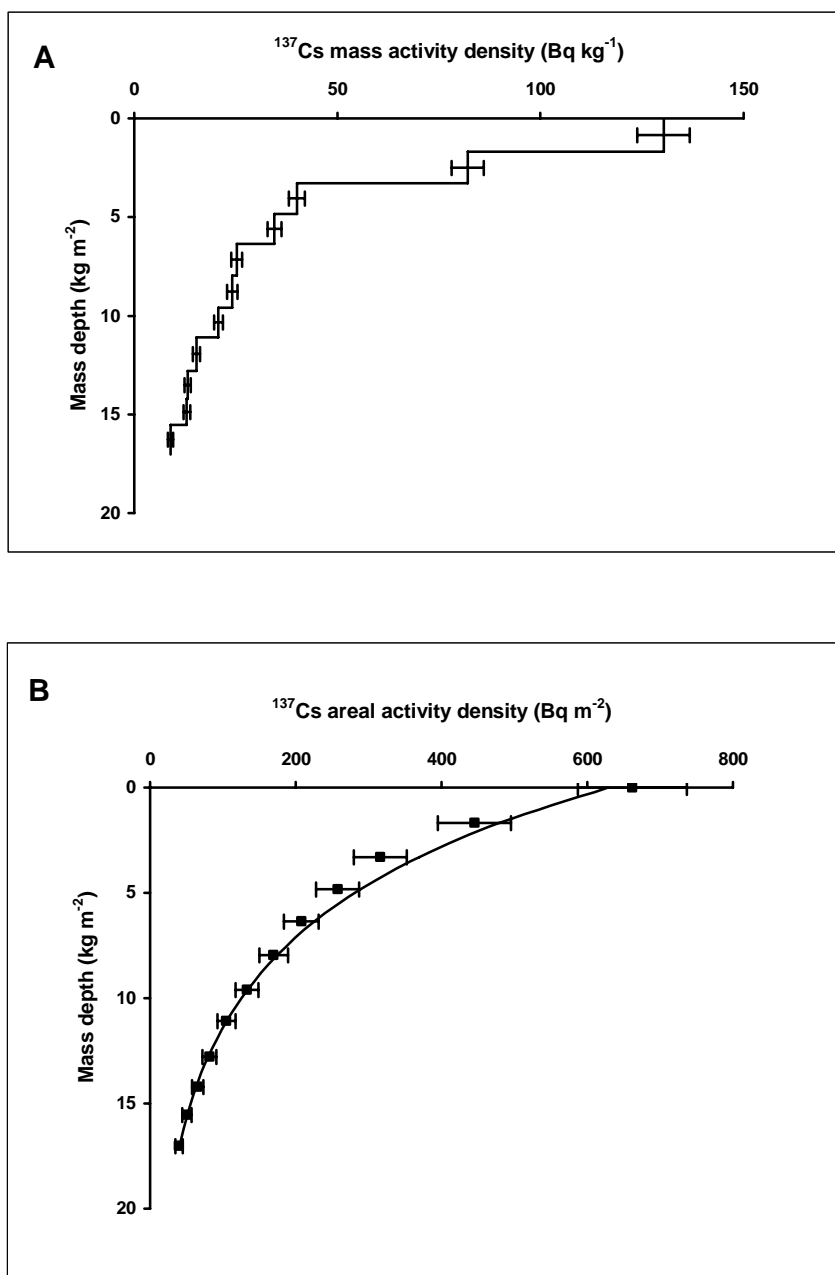 A
¹³⁷Cs mass activity density (Bq kg⁻¹)
0 50 100 150
0
5
10
15
20
Mass depth (kg m⁻²)
B
¹³⁷Cs areal activity density (Bq m⁻²)
0 200 400 600 800
0
5
10
15
20
Mass depth (kg m⁻²)